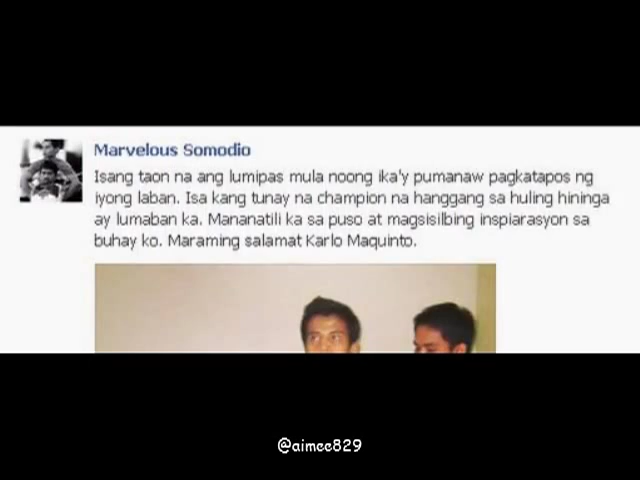 Marvelous Somodio
Isang taon na ang lumipas mula noong ika'y pumanaw pagkatapos ng
iyong laban. Isa kang tunay na champion na hanggang sa huling hininga
ay lumaban ka. Mananatili ka sa puso at magsisilbing inspiarasyon sa
buhay ko. Maraming salamat Karlo Maquinto.
@aimee829